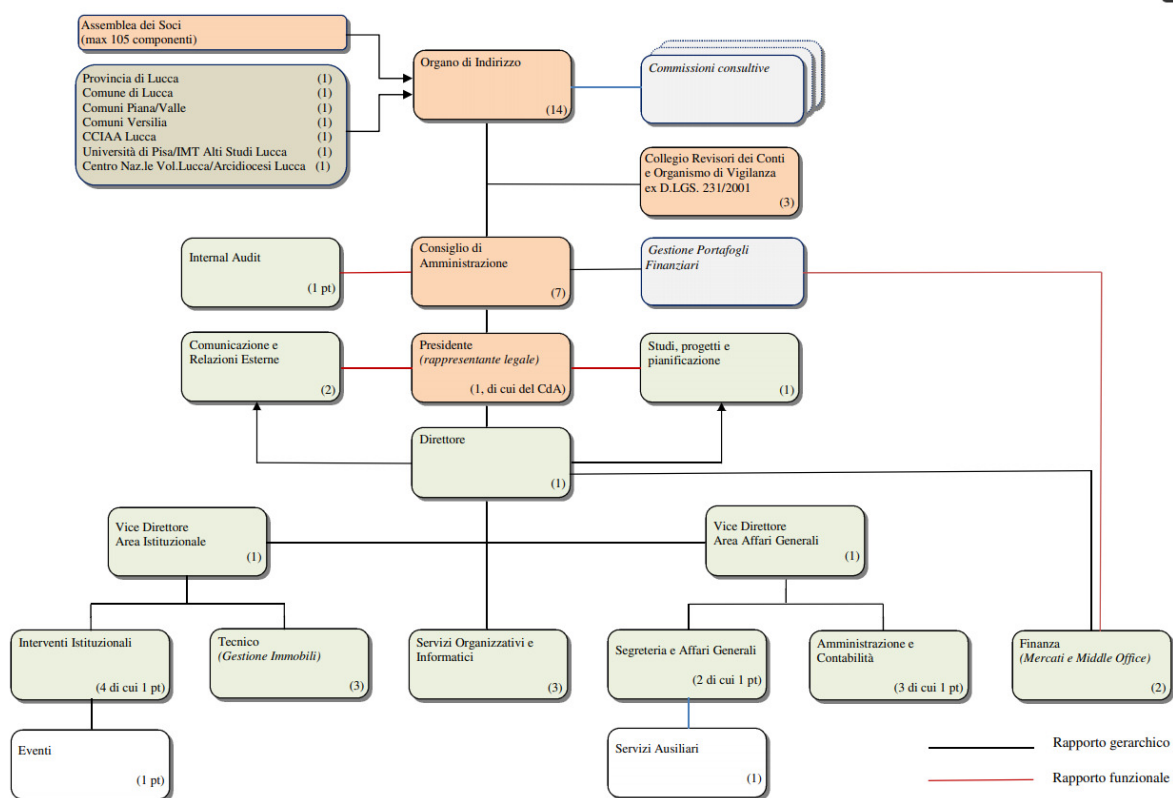 Assemblea dei Soci
(max 105 componenti)
Organo di Indirizzo
(14)
Commissioni consultive
Provincia di Lucca (1)
Comune di Lucca (1)
Comuni Piana/Valle (1)
Comuni Versilia (1)
CCIAA Lucca (1)
Università di Pisa/IMT Alti Studi Lucca (1)
Centro Naz.le Vol.Lucca/Arcidiocesi Lucca (1)
Collegio Revisori dei Conti
e Organismo di Vigilanza
ex D.LGS. 231/2001
(3)
Internal Audit
(1 pt)
Consiglio di
Amministrazione
(7)
Gestione Portafogli
Finanziari
Comunicazione e
Relazioni Esterne
(2)
Presidente
(rappresentante legale)
(1, di cui del CdA)
Studi, progetti e
pianificazione
(1)
Direttore
(1)
Vice Direttore
Area Istituzionale
(1)
Vice Direttore
Area Affari Generali
(1)
Interventi Istituzionali
(4 di cui 1 pt)
Tecnico
(Gestione Immobili)
(3)
Servizi Organizzativi e
Informatici
(3)
Segreteria e Affari Generali
(2 di cui 1 pt)
Amministrazione e
Contabilità
(3 di cui 1 pt)
Finanza
(Mercati e Middle Office)
(2)
Eventi
(1 pt)
Servizi Ausiliari
(1)
Rapporto gerarchico
Rapporto funzionale